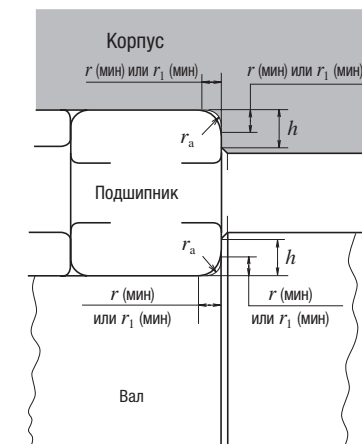 Корпус
r (мин) или r₁ (мин)
r (мин) или r₁ (мин)
rₐ
h
Подшипник
rₐ
h
r (мин)
или r₁ (мин)
r (мин)
или r₁ (мин)
Вал